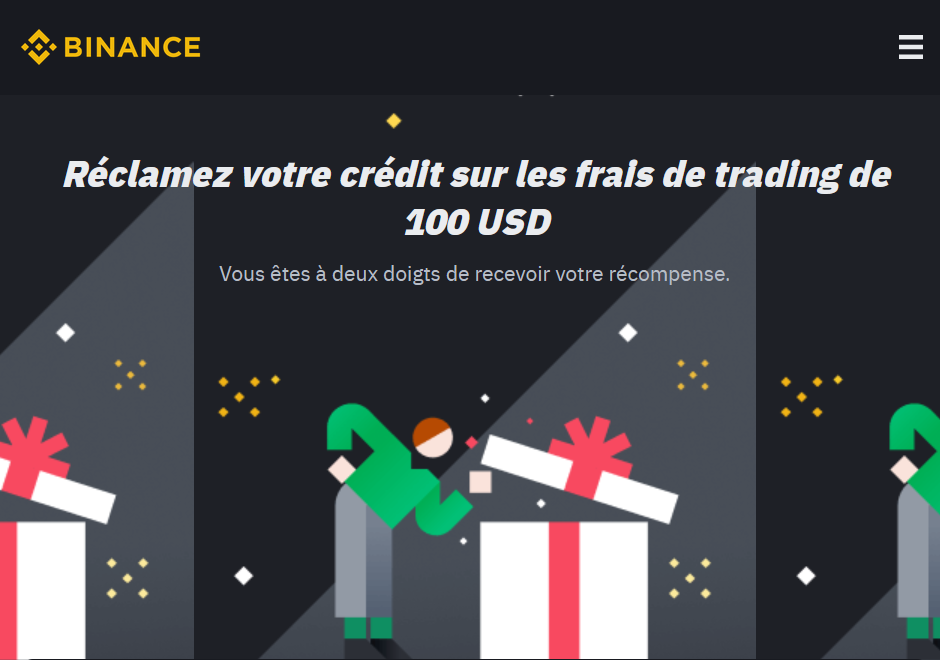 BINANCE
Réclamez votre crédit sur les frais de trading de
100 USD
Vous êtes à deux doigts de recevoir votre récompense.